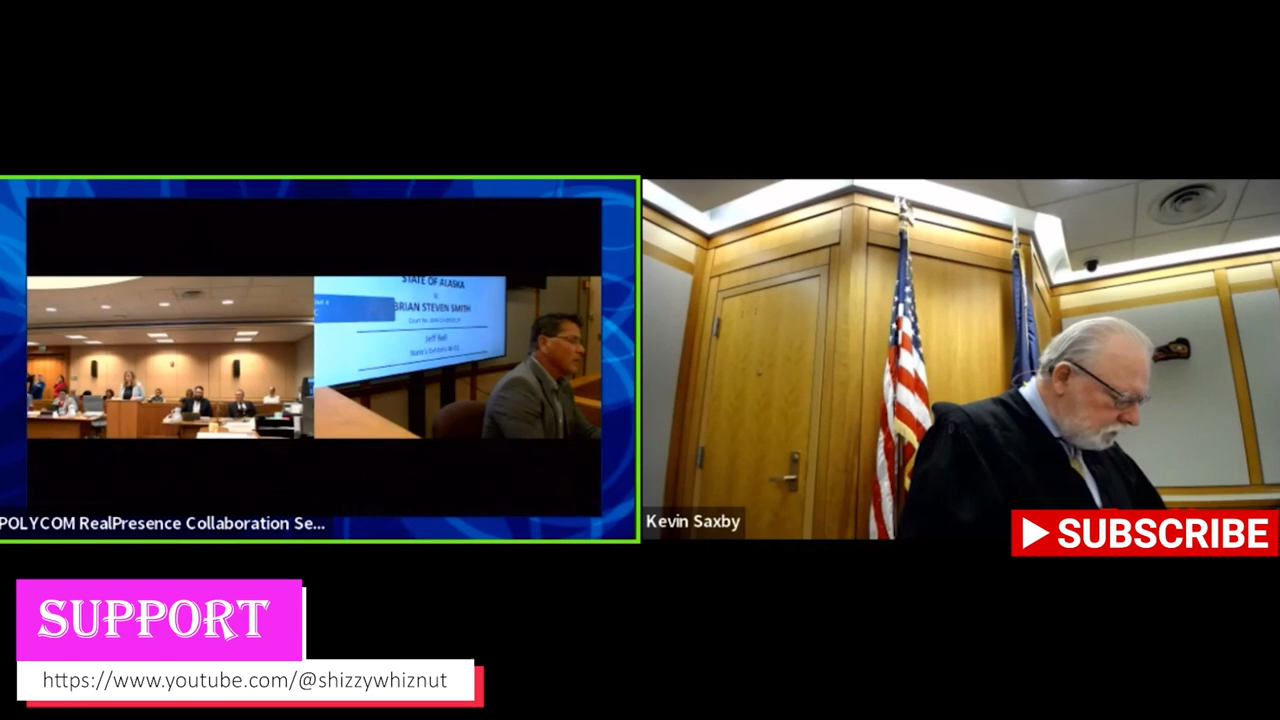 STATE OF ALASKA
BRIAN STEVEN SMITH
Jeff Bell
POLYCOM RealPresence Collaboration Se...
Kevin Saxby
SUBSCRIBE
SUPPORT
https://www.youtube.com/@shizzywhiznut